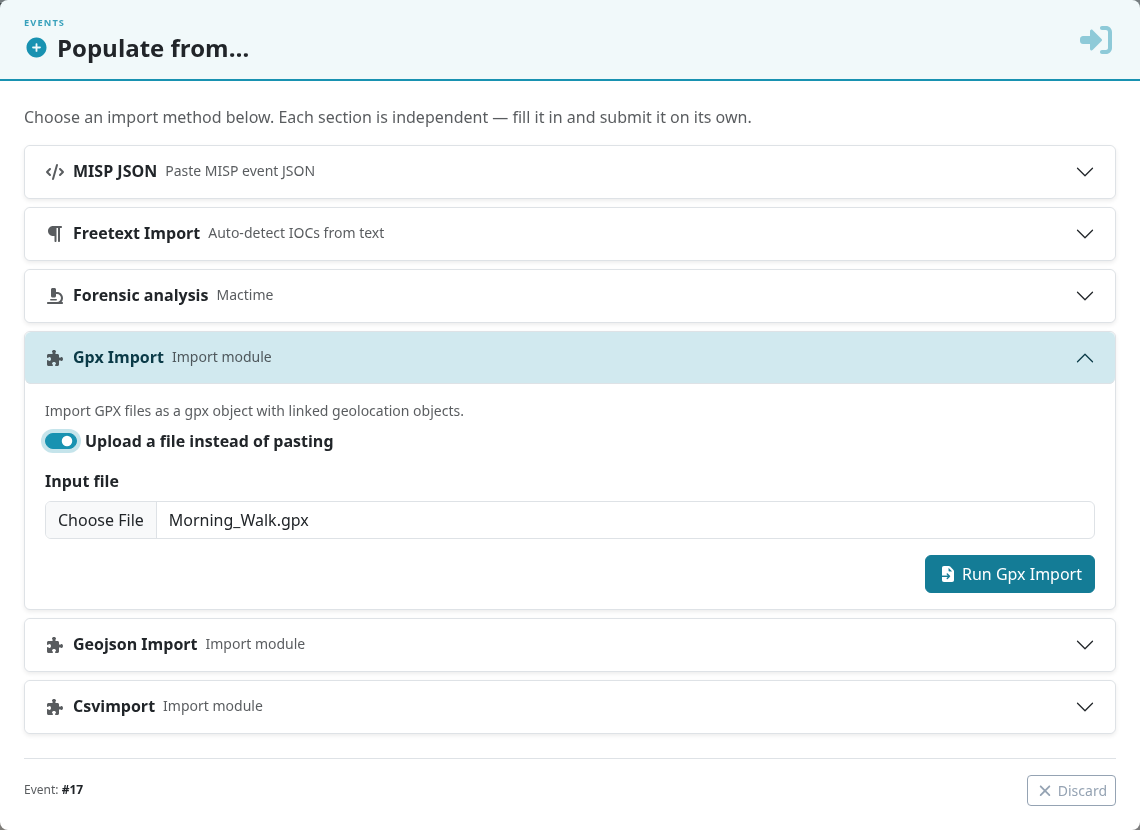 EVENTS
Populate from...
Choose an import method below. Each section is independent — fill it in and submit it on its own.
MISP JSON Paste MISP event JSON
Freetext Import Auto-detect IOCs from text
Forensic analysis Mactime
Gpx Import Import module
Import GPX files as a gpx object with linked geolocation objects.
Upload a file instead of pasting
Input file
Choose File Morning_Walk.gpx
Run Gpx Import
Geojson Import Import module
Csvimport Import module
Event: #17
Discard